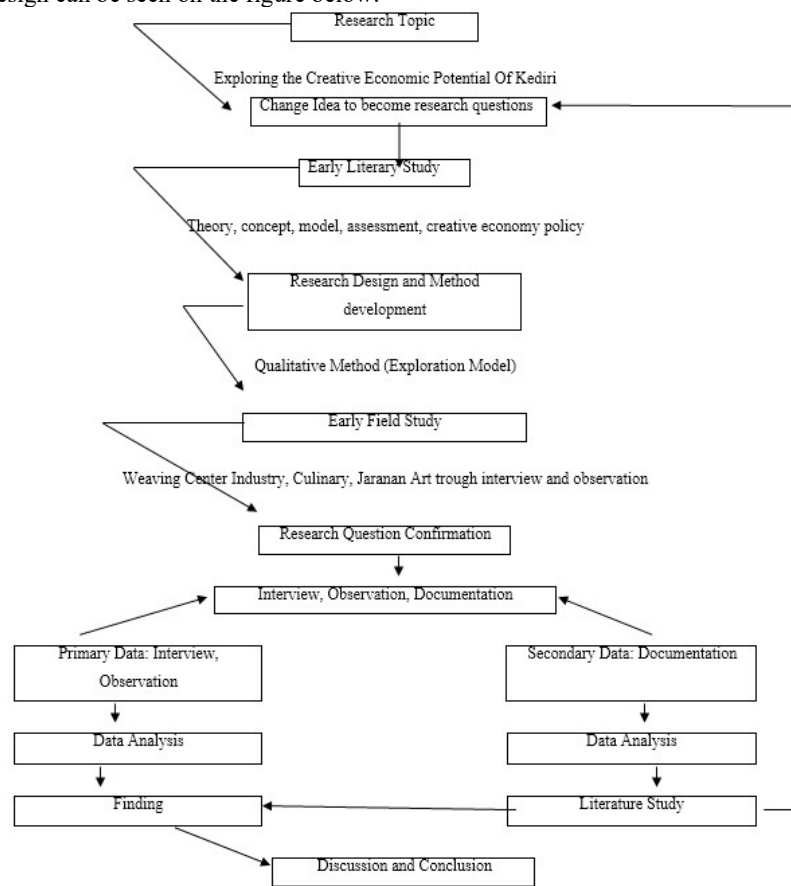 design can be seen on the figure below:
Research Topic
Exploring the Creative Economic Potential Of Kediri
Change Idea to become research questions
Early Literary Study
Theory, concept, model, assessment, creative economy policy
Research Design and Method
development
Qualitative Method (Exploration Model)
Early Field Study
Weaving Center Industry, Culinary, Jaranan Art trough interview and observation
Research Question Confirmation
Interview, Observation, Documentation
Primary Data: Interview,
Observation
Secondary Data: Documentation
Data Analysis
Data Analysis
Finding
Literature Study
Discussion and Conclusion